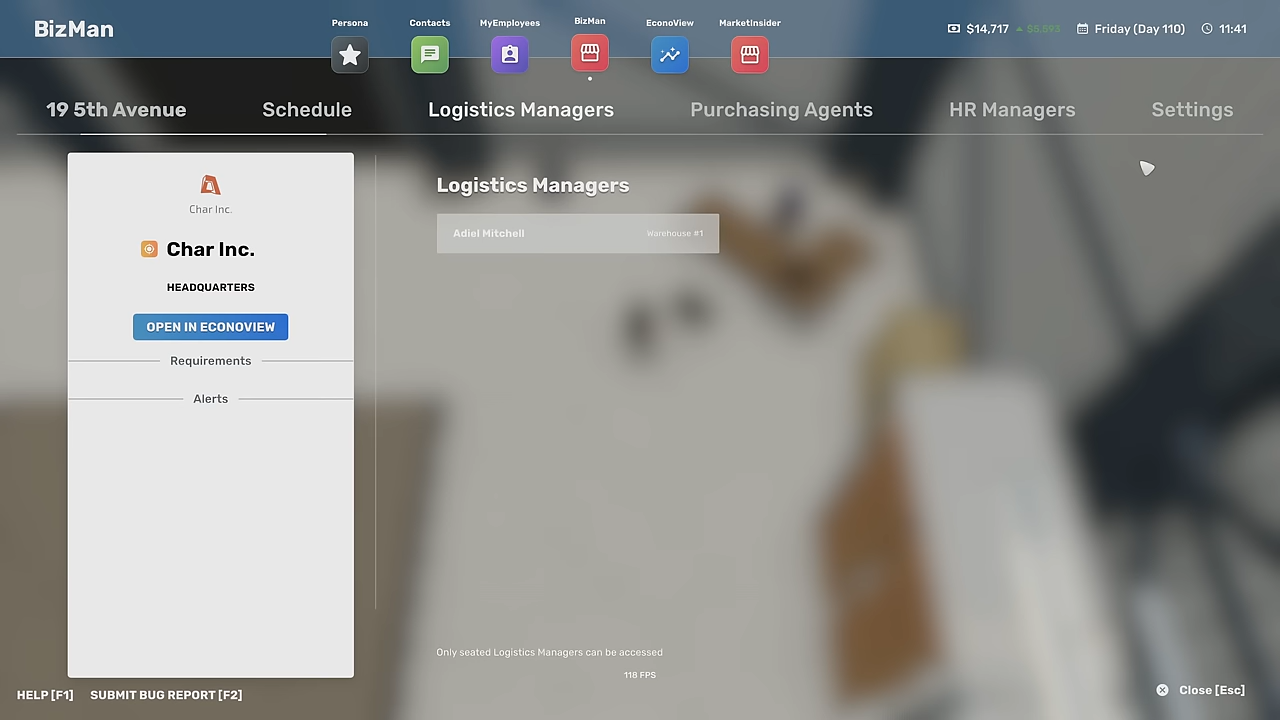 BizMan
Persona
Contacts
MyEmployees
BizMan
EconoView
MarketInsider
$14,717
$5,593
Friday (Day 110)
11:41
19 5th Avenue
Schedule
Logistics Managers
Purchasing Agents
HR Managers
Settings
Char Inc.
Char Inc.
HEADQUARTERS
OPEN IN ECONOVIEW
Requirements
Alerts
Logistics Managers
Adiel Mitchell
Warehouse #1
Only seated Logistics Managers can be accessed
118 FPS
HELP [F1]
SUBMIT BUG REPORT [F2]
Close [Esc]